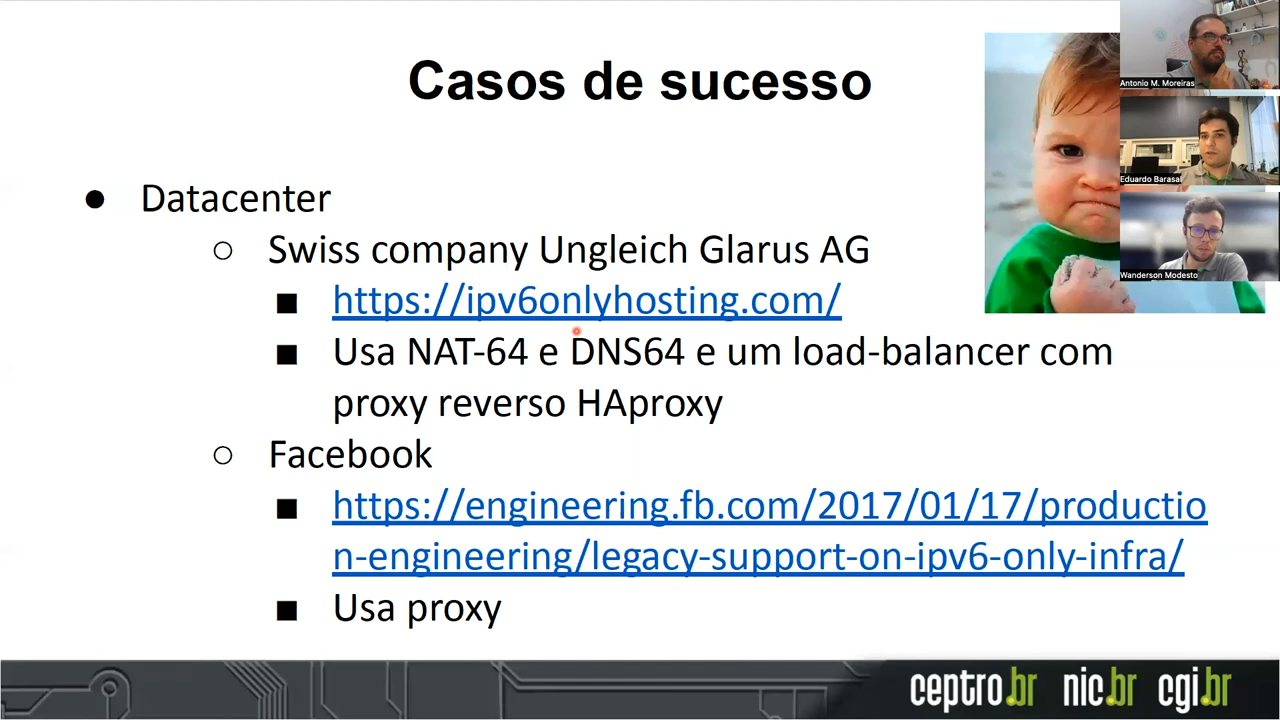 Casos de sucesso
Antonio M. Moreiras
Eduardo Barasal
Wanderson Modesto
● Datacenter
○ Swiss company Ungleich Glarus AG
■ https://ipv6onlyhosting.com/
■ Usa NAT-64 e DNS64 e um load-balancer com
proxy reverso HAproxy
○ Facebook
■ https://engineering.fb.com/2017/01/17/productio
n-engineering/legacy-support-on-ipv6-only-infra/
■ Usa proxy
ceptro.br nic.br cgi.br